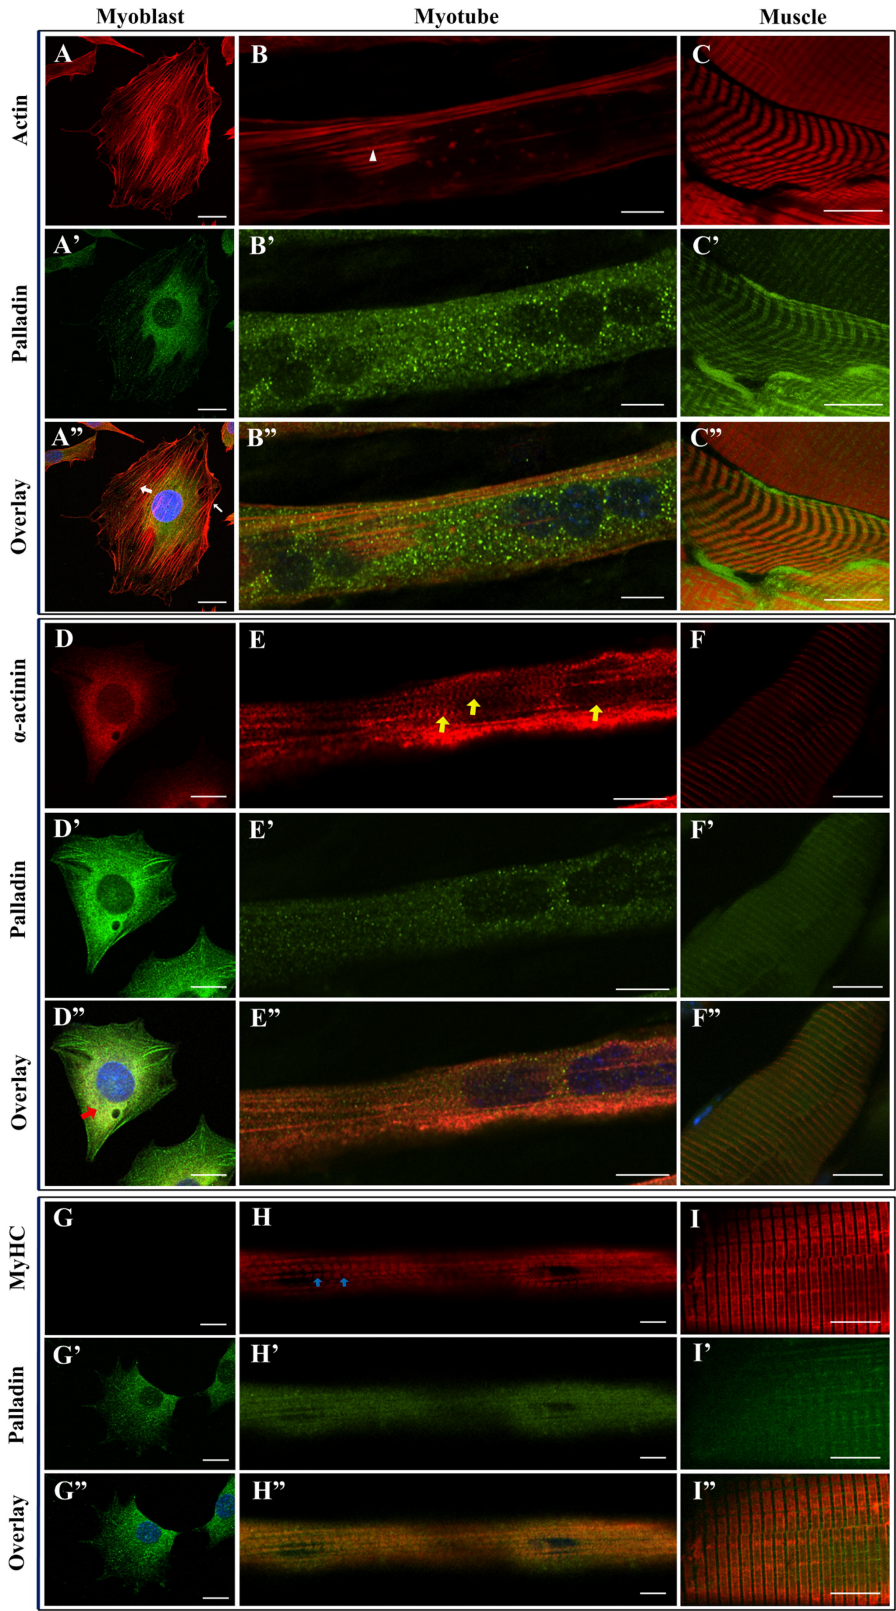 Myoblast Myotube Muscle
Actin A B C
Palladin A’ B’ C’
Overlay A” B” C”
α-actinin D E F
Palladin D’ E’ F’
Overlay D” E” F”
MyHC G H I
Palladin G’ H’ I’
Overlay G” H” I”